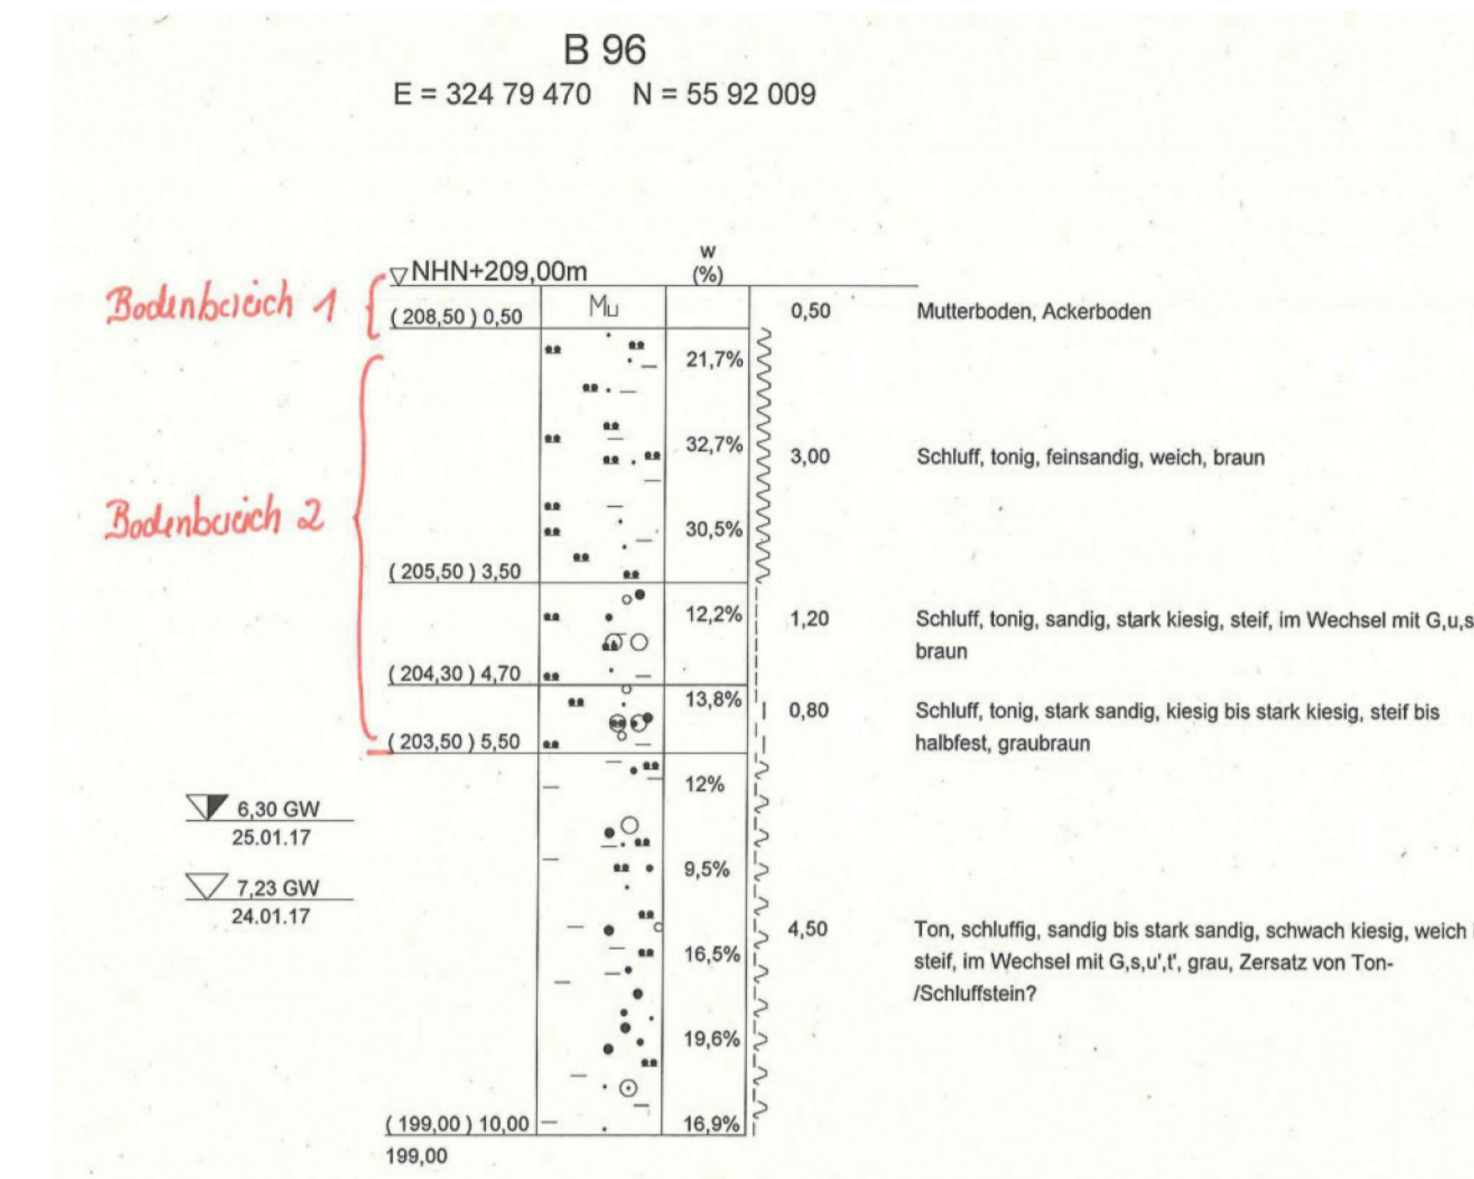 B 96
E = 324 79 470 N = 55 92 009
w
(%)
NHN+209,00m
Bodenbereich 1
Mu
0,50 Mutterboden, Ackerboden
( 208,50 ) 0,50
21,7%
32,7%
3,00 Schluff, tonig, feinsandig, weich, braun
Bodenbereich 2
30,5%
( 205,50 ) 3,50
12,2% 1,20 Schluff, tonig, sandig, stark kiesig, steif, im Wechsel mit G,u,s
braun
( 204,30 ) 4,70
13,8% 0,80 Schluff, tonig, stark sandig, kiesig bis stark kiesig, steif bis
halbfest, graubraun
( 203,50 ) 5,50
12%
6,30 GW
25.01.17
9,5%
7,23 GW
24.01.17
4,50 Ton, schluffig, sandig bis stark sandig, schwach kiesig, weich
16,5% steif, im Wechsel mit G,s,u',t', grau, Zersatz von Ton-
/Schluffstein?
19,6%
( 199,00 ) 10,00 16,9%
199,00